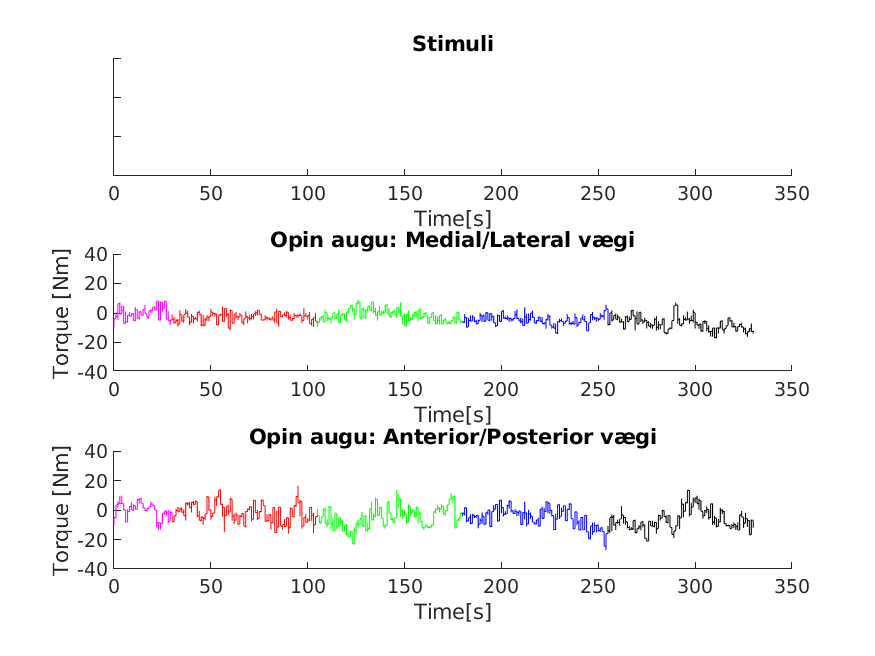 Stimuli
0 50 100 150 200 250 300 350
Time[s]
Opin augu: Medial/Lateral vægi
Torque [Nm]
40
20
0
-20
-40
0 50 100 150 200 250 300 350
Time[s]
Opin augu: Anterior/Posterior vægi
Torque [Nm]
40
20
0
-20
-40
0 50 100 150 200 250 300 350
Time[s]